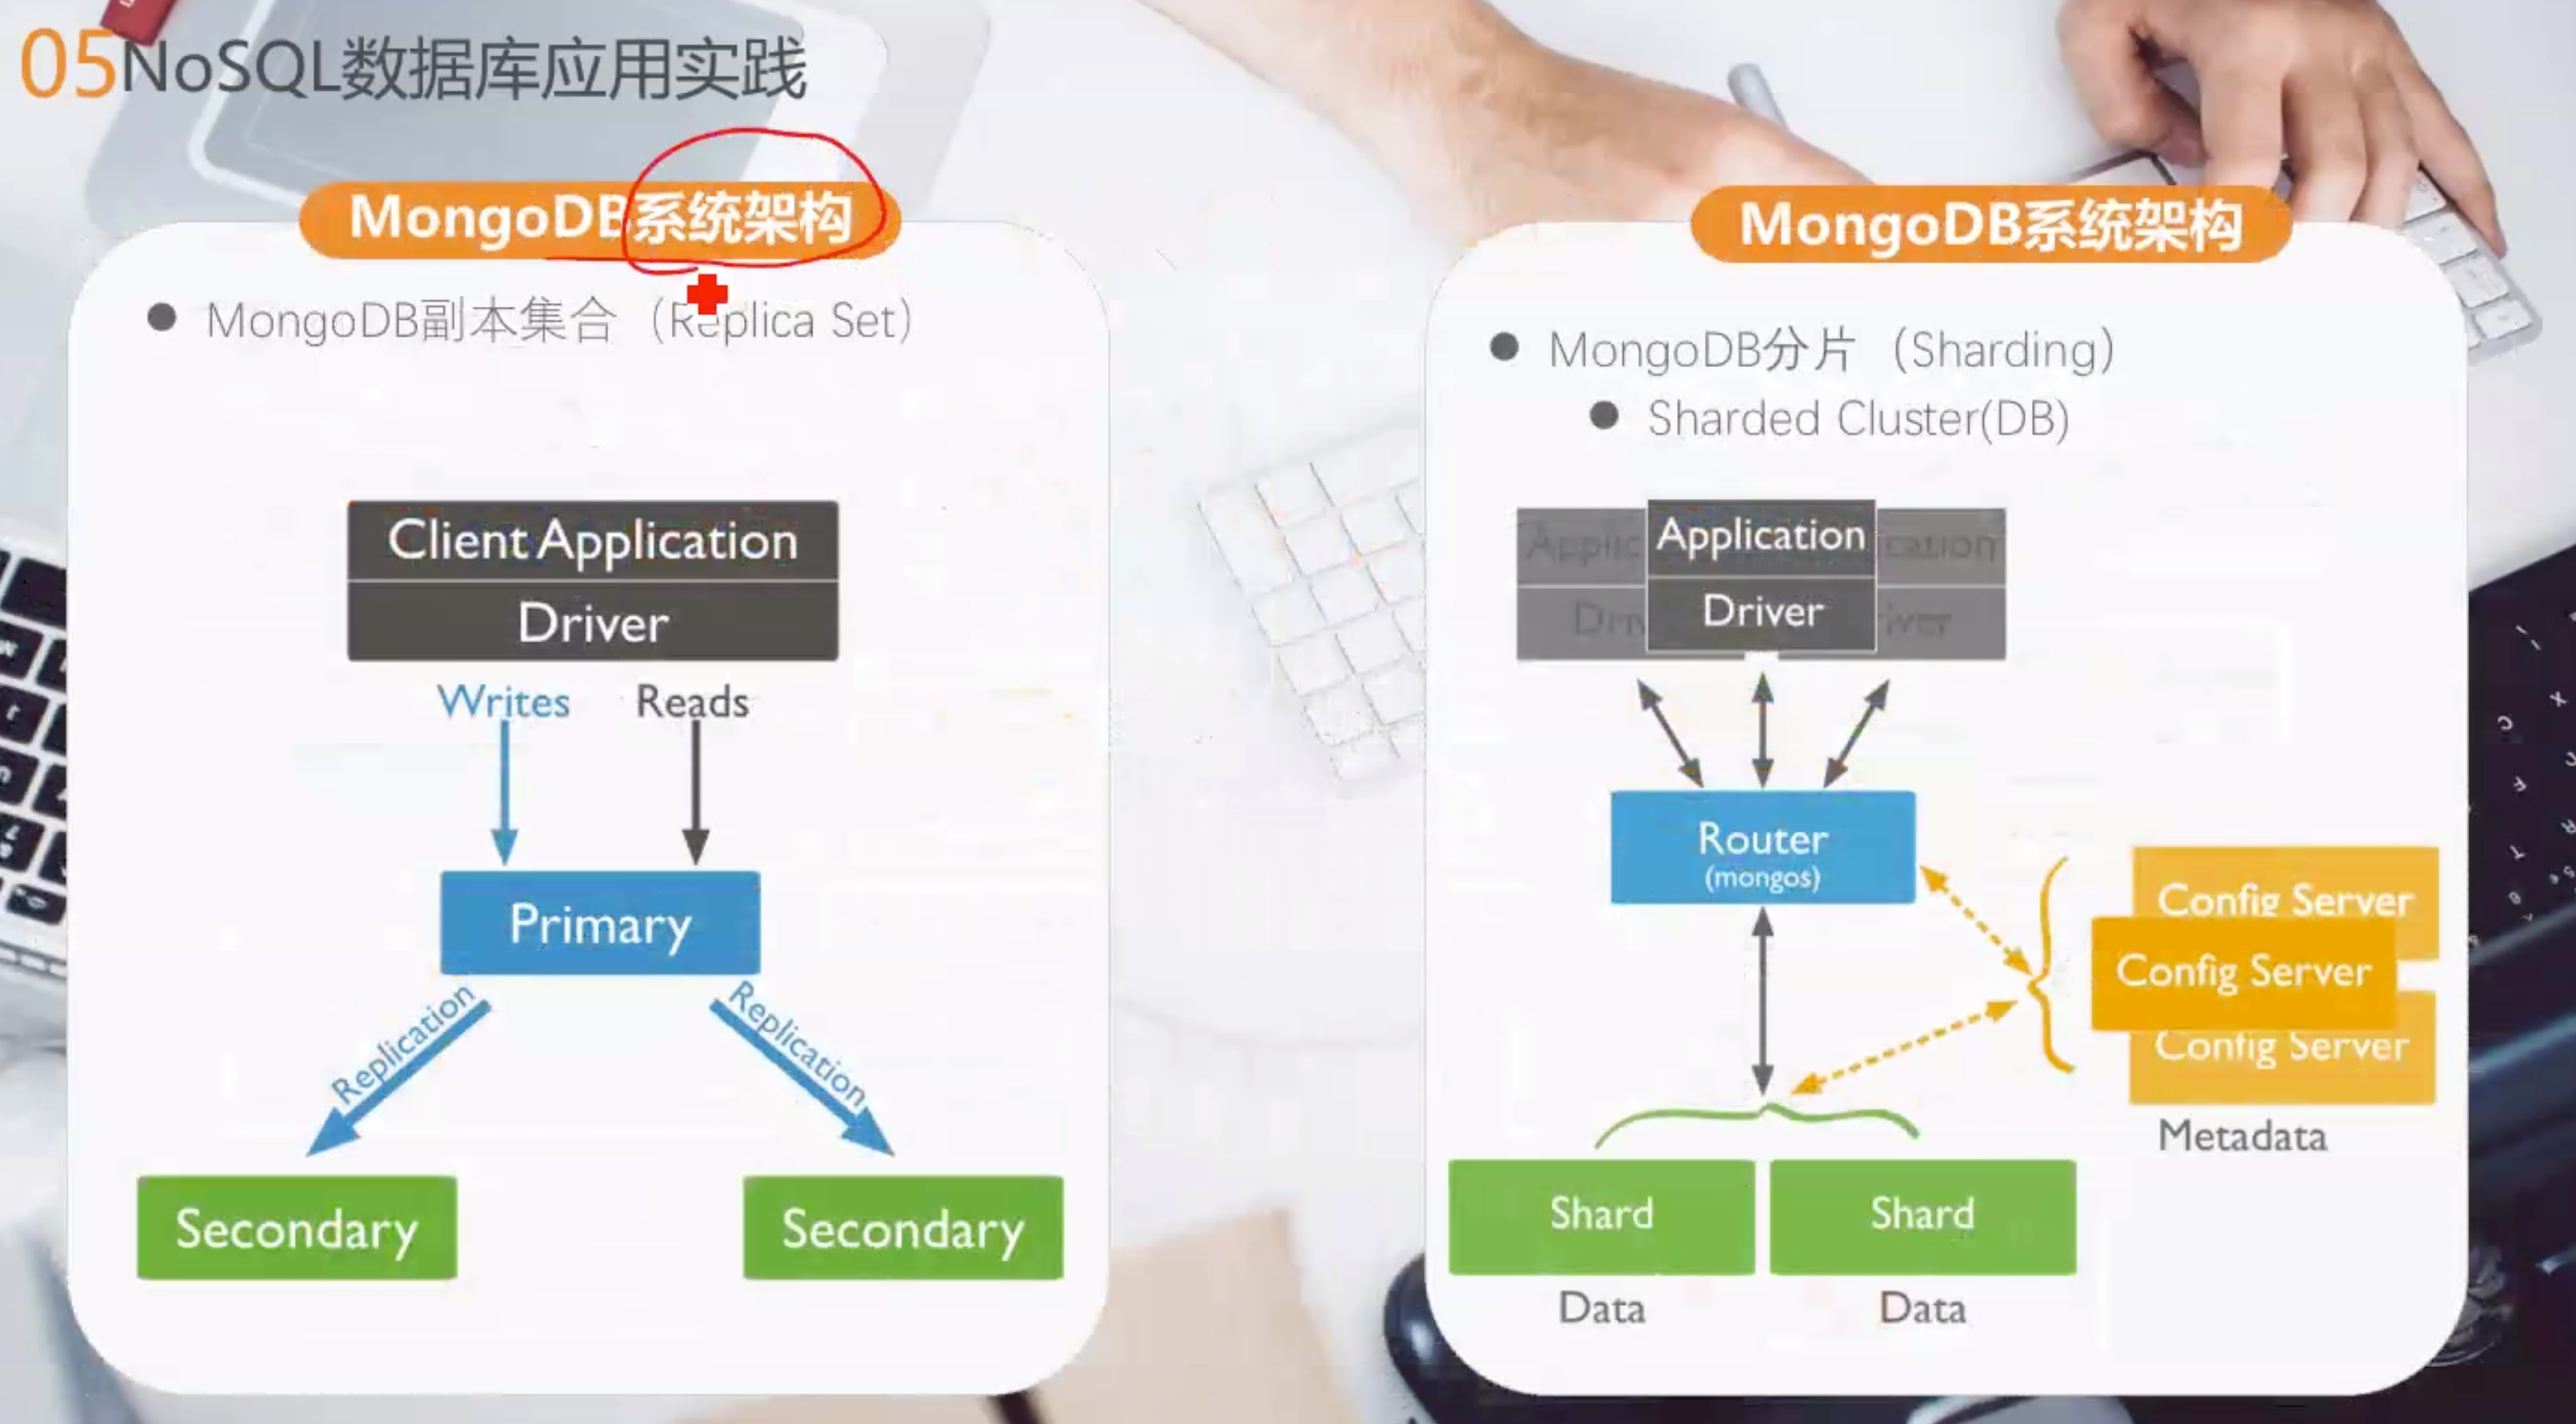 05NoSQL数据库应用实践
MongoDB系统架构
MongoDB副本集合（Replica Set）
Client Application
Driver
Writes
Reads
Primary
Replication
Replication
Secondary
Secondary
MongoDB系统架构
MongoDB分片（Sharding）
Sharded Cluster(DB)
Application
Driver
Router
(mongos)
Config Server
Config Server
Config Server
Metadata
Shard
Shard
Data
Data